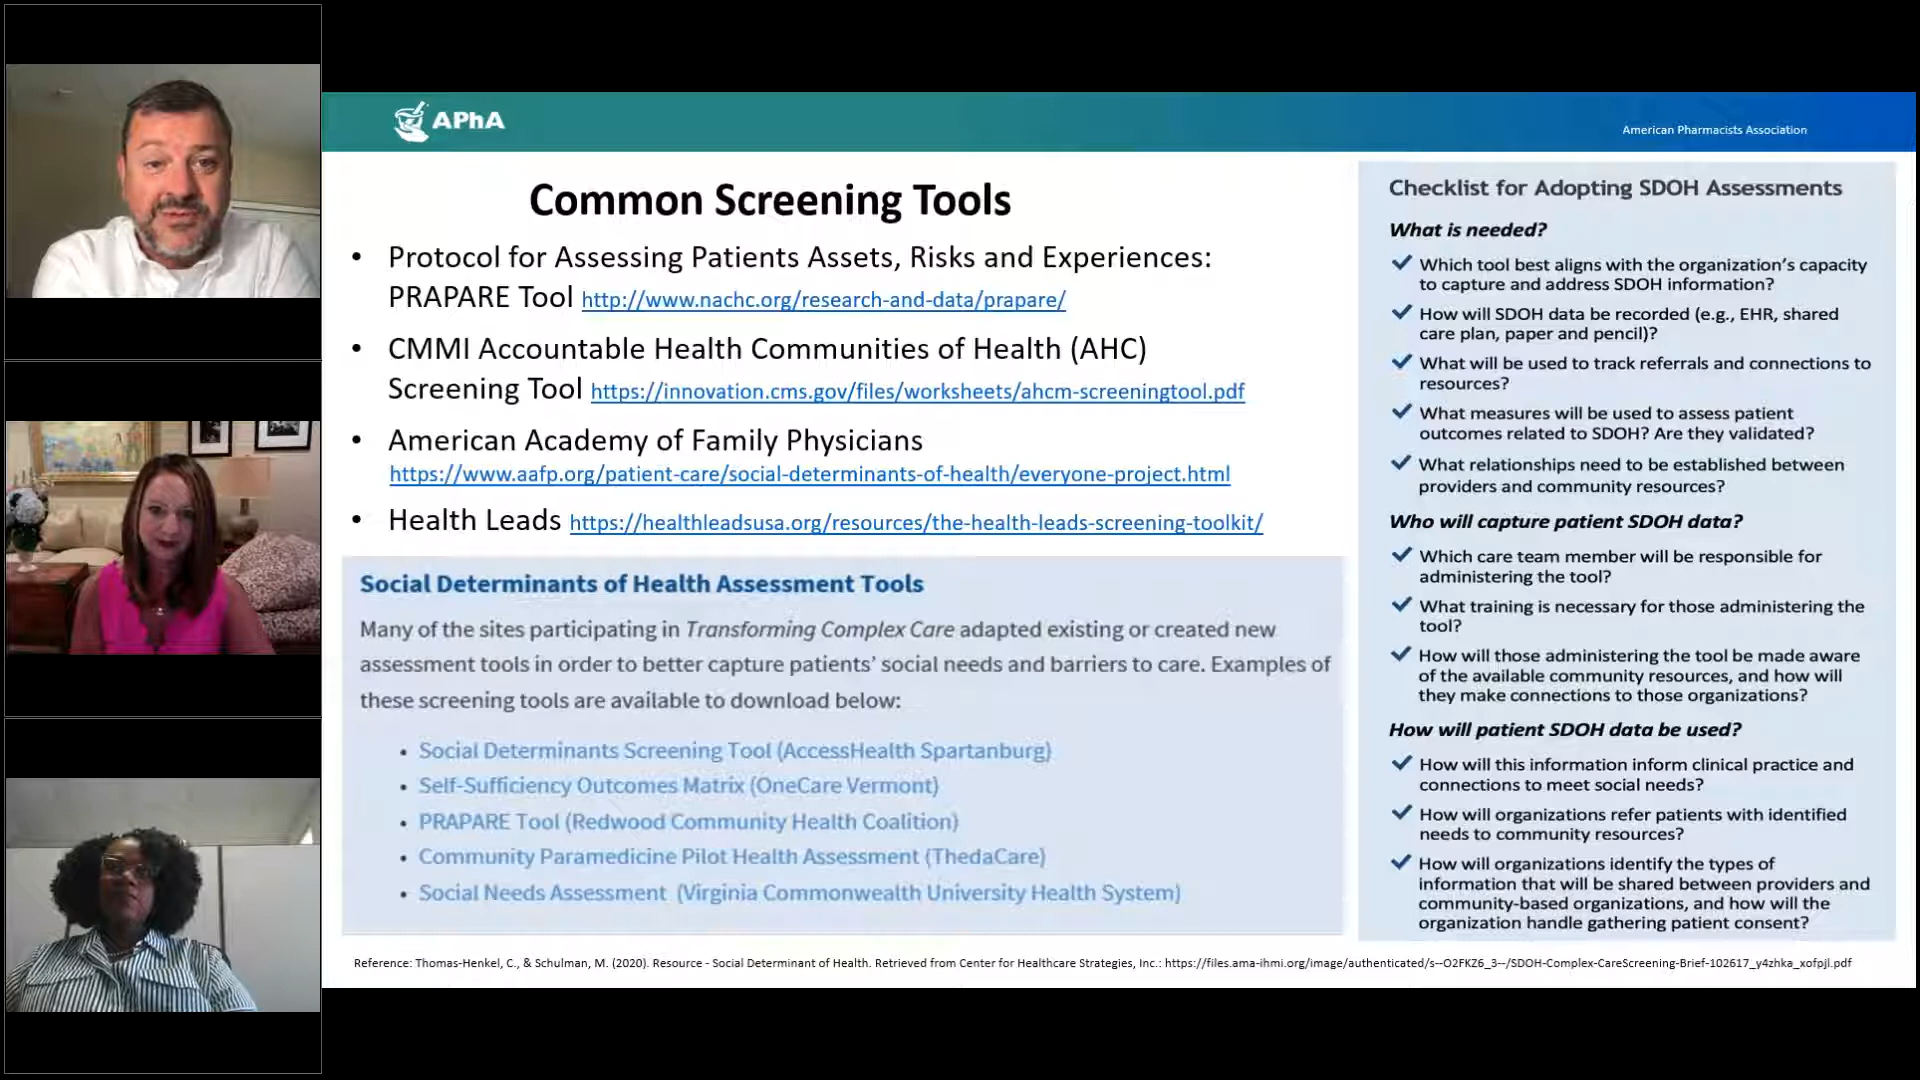 APhA
American Pharmacists Association
Common Screening Tools
• Protocol for Assessing Patients Assets, Risks and Experiences:
PRAPARE Tool http://www.nachc.org/research-and-data/prapare/
• CMMI Accountable Health Communities of Health (AHC)
Screening Tool https://innovation.cms.gov/files/worksheets/ahcm-screeningtool.pdf
• American Academy of Family Physicians
https://www.aafp.org/patient-care/social-determinants-of-health/everyone-project.html
• Health Leads https://healthleadsusa.org/resources/the-health-leads-screening-toolkit/
Social Determinants of Health Assessment Tools
Many of the sites participating in Transforming Complex Care adapted existing or created new
assessment tools in order to better capture patients’ social needs and barriers to care. Examples of
these screening tools are available to download below:
• Social Determinants Screening Tool (AccessHealth Spartanburg)
• Self-Sufficiency Outcomes Matrix (OneCare Vermont)
• PRAPARE Tool (Redwood Community Health Coalition)
• Community Paramedicine Pilot Health Assessment (ThedaCare)
• Social Needs Assessment (Virginia Commonwealth University Health System)
Checklist for Adopting SDOH Assessments
What is needed?
✓ Which tool best aligns with the organization’s capacity
to capture and address SDOH information?
✓ How will SDOH data be recorded (e.g., EHR, shared
care plan, paper and pencil)?
✓ What will be used to track referrals and connections to
resources?
✓ What measures will be used to assess patient
outcomes related to SDOH? Are they validated?
✓ What relationships need to be established between
providers and community resources?
Who will capture patient SDOH data?
✓ Which care team member will be responsible for
administering the tool?
✓ What training is necessary for those administering the
tool?
✓ How will those administering the tool be made aware
of the available community resources, and how will
they make connections to those organizations?
How will patient SDOH data be used?
✓ How will this information inform clinical practice and
connections to meet social needs?
✓ How will organizations refer patients with identified
needs to community resources?
✓ How will organizations identify the types of
information that will be shared between providers and
community-based organizations, and how will the
organization handle gathering patient consent?
Reference: Thomas-Henkel, C., & Schulman, M. (2020). Resource - Social Determinant of Health. Retrieved from Center for Healthcare Strategies, Inc.: https://files.ama-ihmi.org/image/authenticated/s--O2FKZ6_3--/SDOH-Complex-CareScreening-Brief-102617_y4zhka_xofpjl.pdf